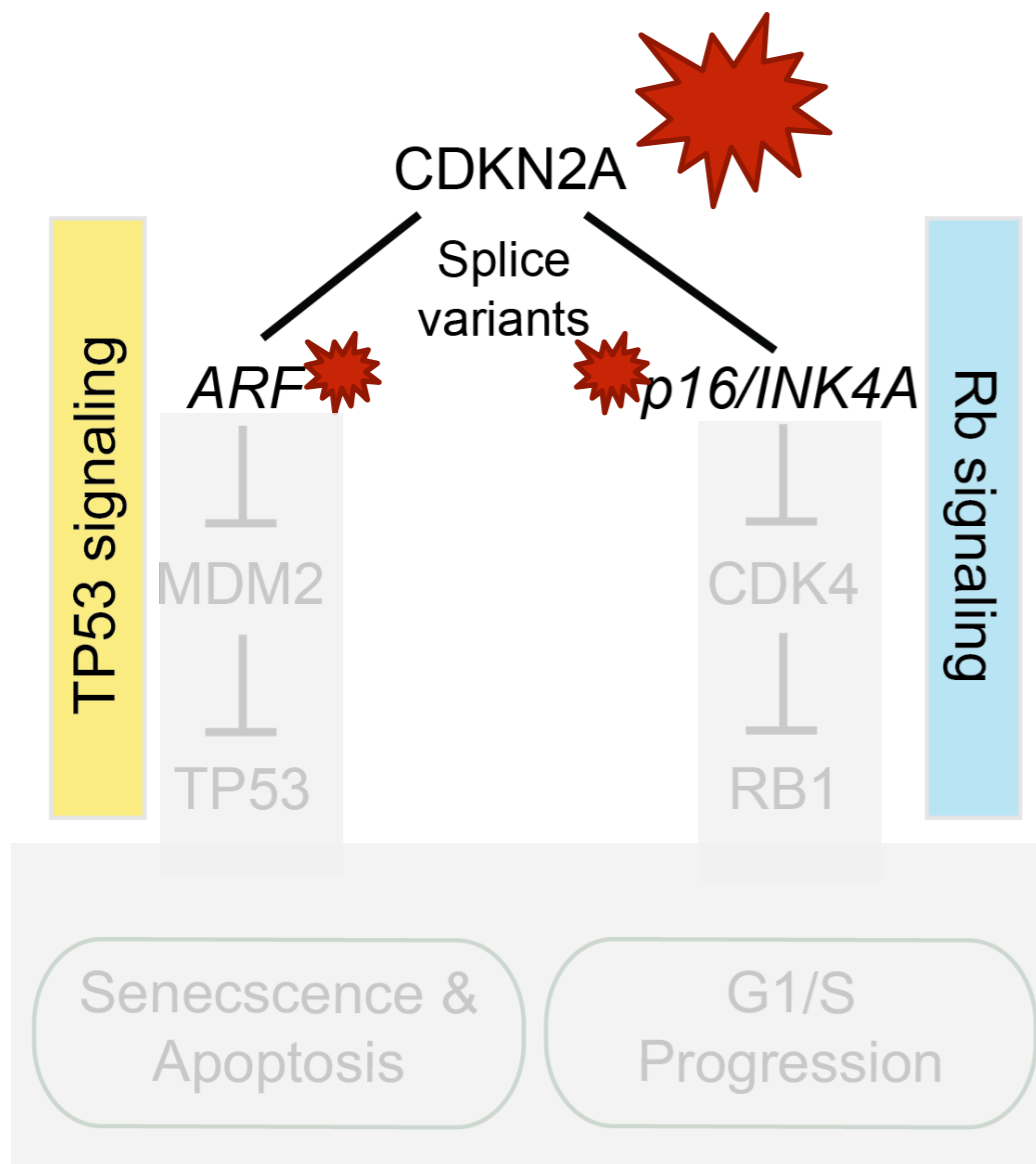 CDKN2A
Splice
variants
TP53 signaling
ARF
p16/INK4A
Rb signaling
MDM2
CDK4
TP53
RB1
Senecscence &
Apoptosis
G1/S
Progression